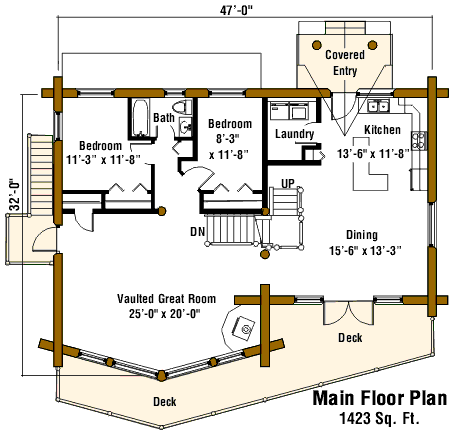 47'-0"
Covered
Entry
Bath
Bedroom
8'-3"
x 11'-8"
Laundry
Kitchen
13'-6" x 11'-8"
Bedroom
11'-3" x 11'-8"
32'-0"
UP
DN
Dining
15'-6" x 13'-3"
Vaulted Great Room
25'-0" x 20'-0"
Deck
Deck
Main Floor Plan
1423 Sq. Ft.